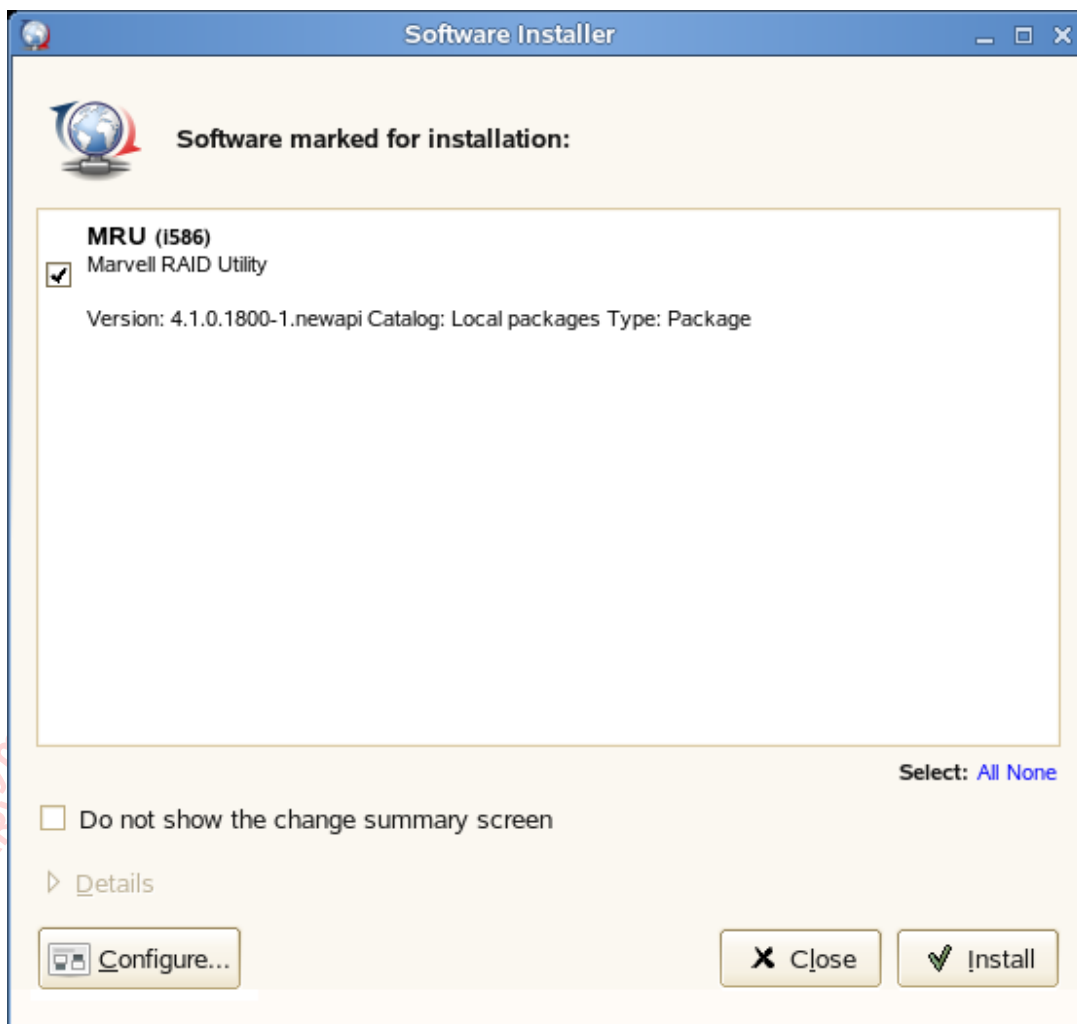 Software Installer
Software marked for installation:
MRU (i586)
Marvell RAID Utility
Version: 4.1.0.1800-1.newapi Catalog: Local packages Type: Package
Select: All None
Do not show the change summary screen
Details
Configure...
Close
Install